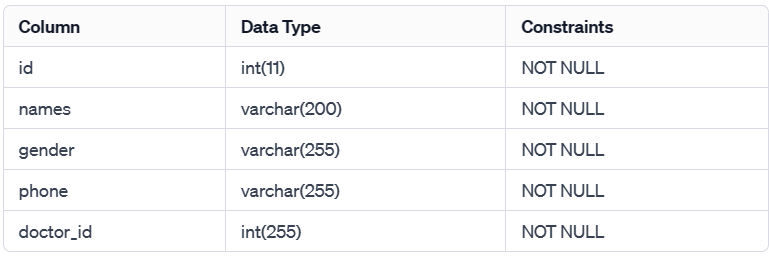 Column Data Type Constraints
id int(11) NOT NULL
names varchar(200) NOT NULL
gender varchar(255) NOT NULL
phone varchar(255) NOT NULL
doctor_id int(255) NOT NULL